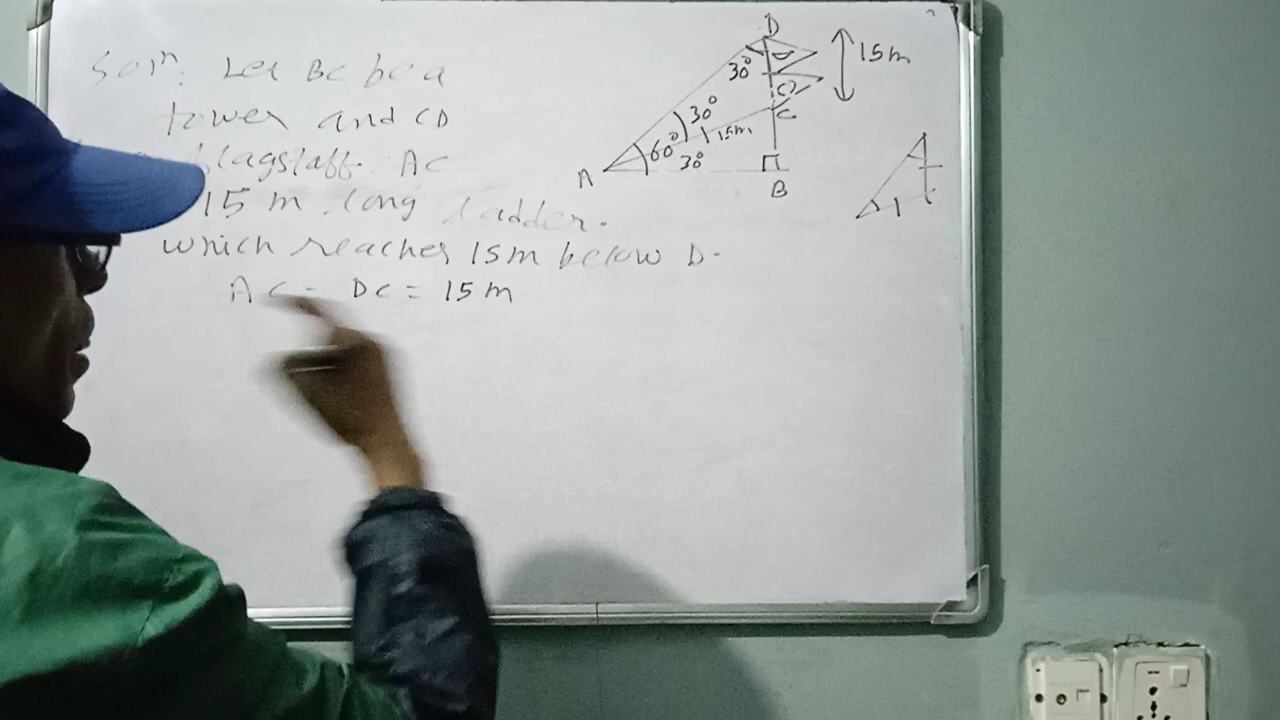 Solⁿ. Let BC be a
tower and CD
flagstaff. AC
15 m long ladder.
which reaches 15m below D.
AC = DC = 15 m
D
30°
15 m
30°
C
15m
60°
30°
A
B